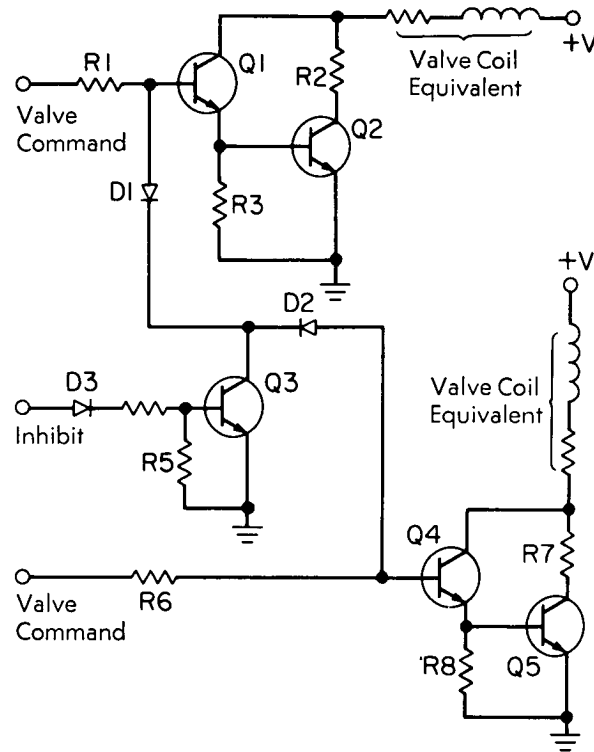 R1
Valve
Command
Q1
R2
Valve Coil
Equivalent
+V
Q2
D1
R3
D2
+V
D3
Inhibit
Q3
R5
Valve Coil
Equivalent
Q4
R7
Valve
Command
R6
R8
Q5